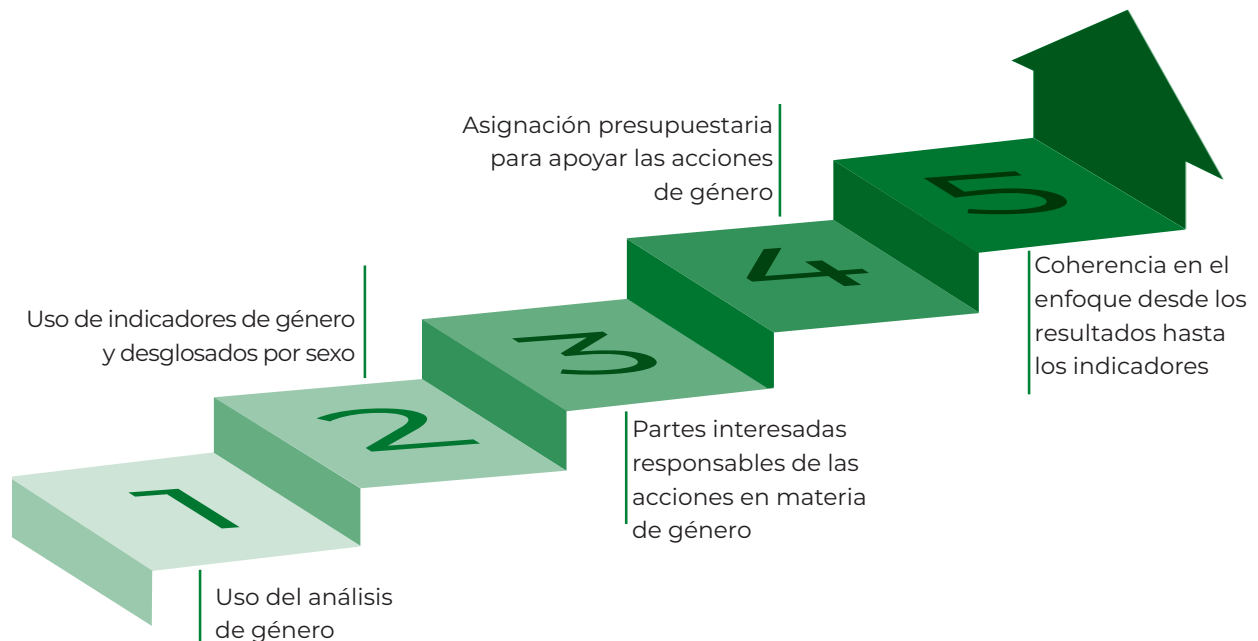 1
Uso del análisis
de género
2
Uso de indicadores de género
y desglosados por sexo
3
Partes interesadas
responsables de las
acciones en materia
de género
4
Asignación presupuestaria
para apoyar las acciones
de género
5
Coherencia en el
enfoque desde los
resultados hasta
los indicadores